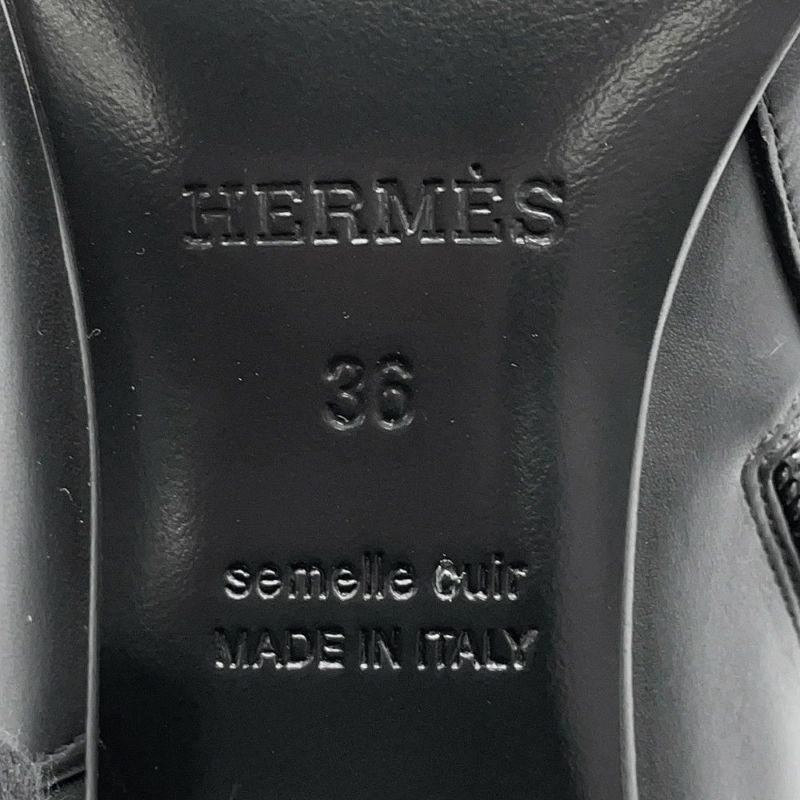 HERMÈS
36
semelle cuir
MADE IN ITALY